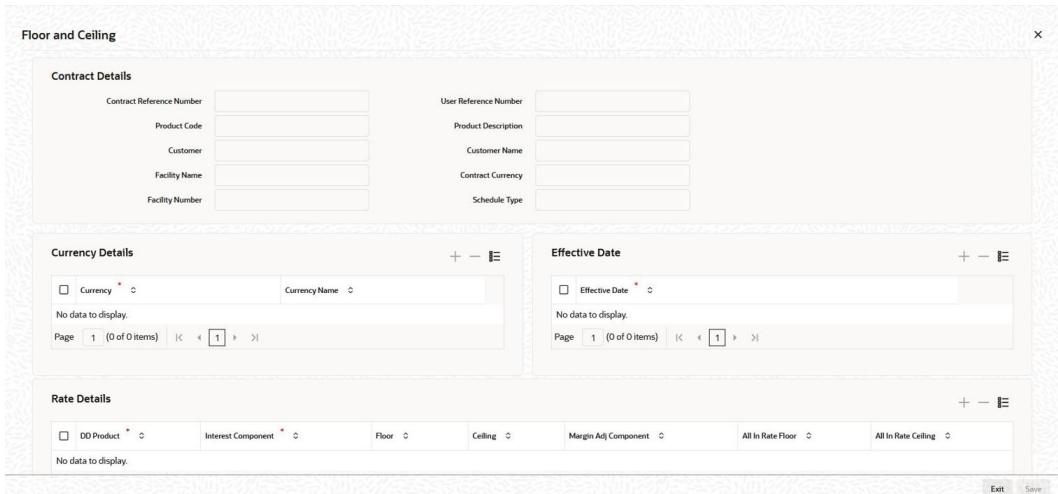 Floor and Ceiling
Contract Details
Contract Reference Number User Reference Number
Product Code Product Description
Customer Customer Name
Facility Name Contract Currency
Facility Number Schedule Type
Currency Details
Currency * Currency Name
No data to display.
Page 1 (0 of 0 items) 1
Effective Date
Effective Date *
No data to display.
Page 1 (0 of 0 items) 1
Rate Details
DD Product * Interest Component * Floor Ceiling Margin Adj Component All In Rate Floor All In Rate Ceiling
No data to display.
Exit Save